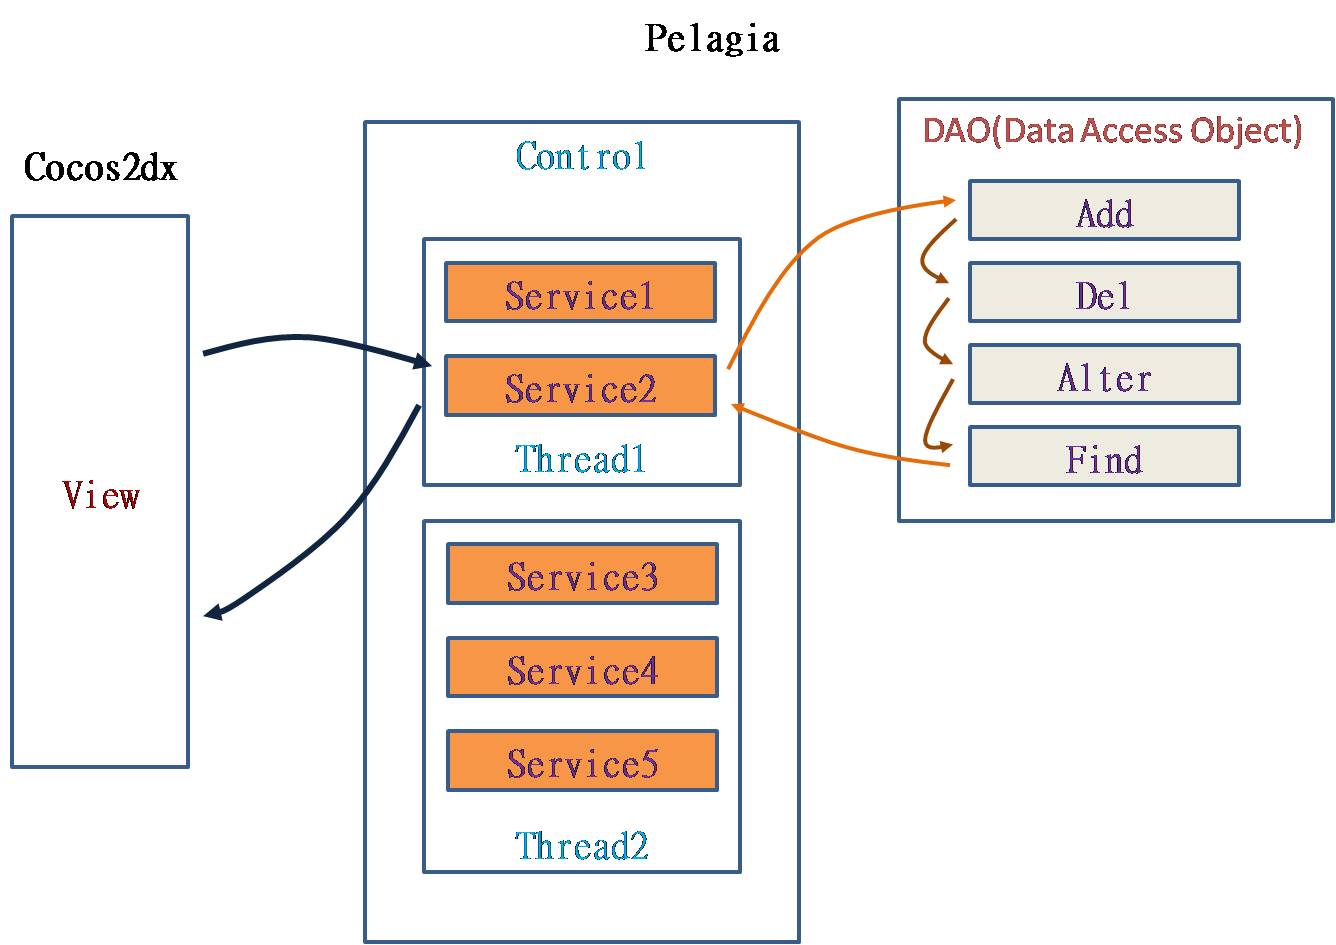 Pelagia
Cocos2dx
View
Control
Service1
Service2
Thread1
Service3
Service4
Service5
Thread2
DAO(Data Access Object)
Add
Del
Alter
Find